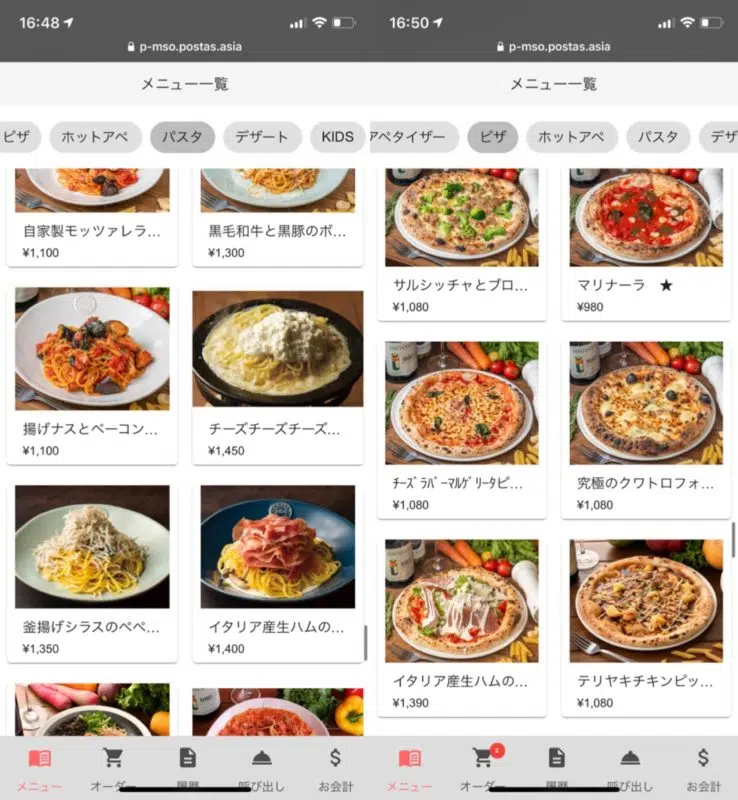 16:48
p-mso.postas.asia
メニュー一覧
ピザ
ホットアペ
パスタ
デザート
KIDS
自家製モッツァレラ…
¥1,100
黒毛和牛と黒豚のボ…
¥1,300
揚げナスとベーコン…
¥1,100
チーズチーズチーズ…
¥1,450
釜揚げシラスのペペ…
¥1,350
イタリア産生ハムの…
¥1,400
メニュー
オーダー
履歴
呼び出し
お会計
16:50
p-mso.postas.asia
メニュー一覧
アペタイザー
ピザ
ホットアペ
パスタ
デザ
サルシッチャとブロ…
¥1,080
マリナーラ　★
¥980
ﾁｰｽﾞﾗﾊﾞｰﾏﾙｹﾞﾘｰﾀピ…
¥1,080
究極のクワトロフォ…
¥1,080
イタリア産生ハムの…
¥1,390
テリヤキチキンピッ…
¥1,080
メニュー
2
オーダー
履歴
呼び出し
お会計